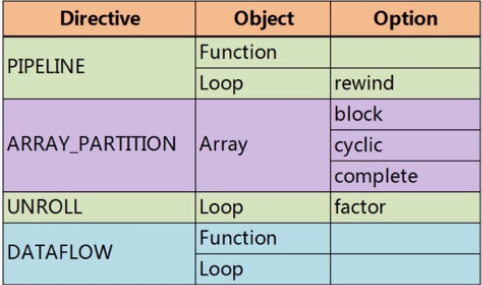 Directive Object Option
PIPELINE Function
Loop rewind
ARRAY_PARTITION Array block
cyclic
complete
UNROLL Loop factor
DATAFLOW Function
Loop